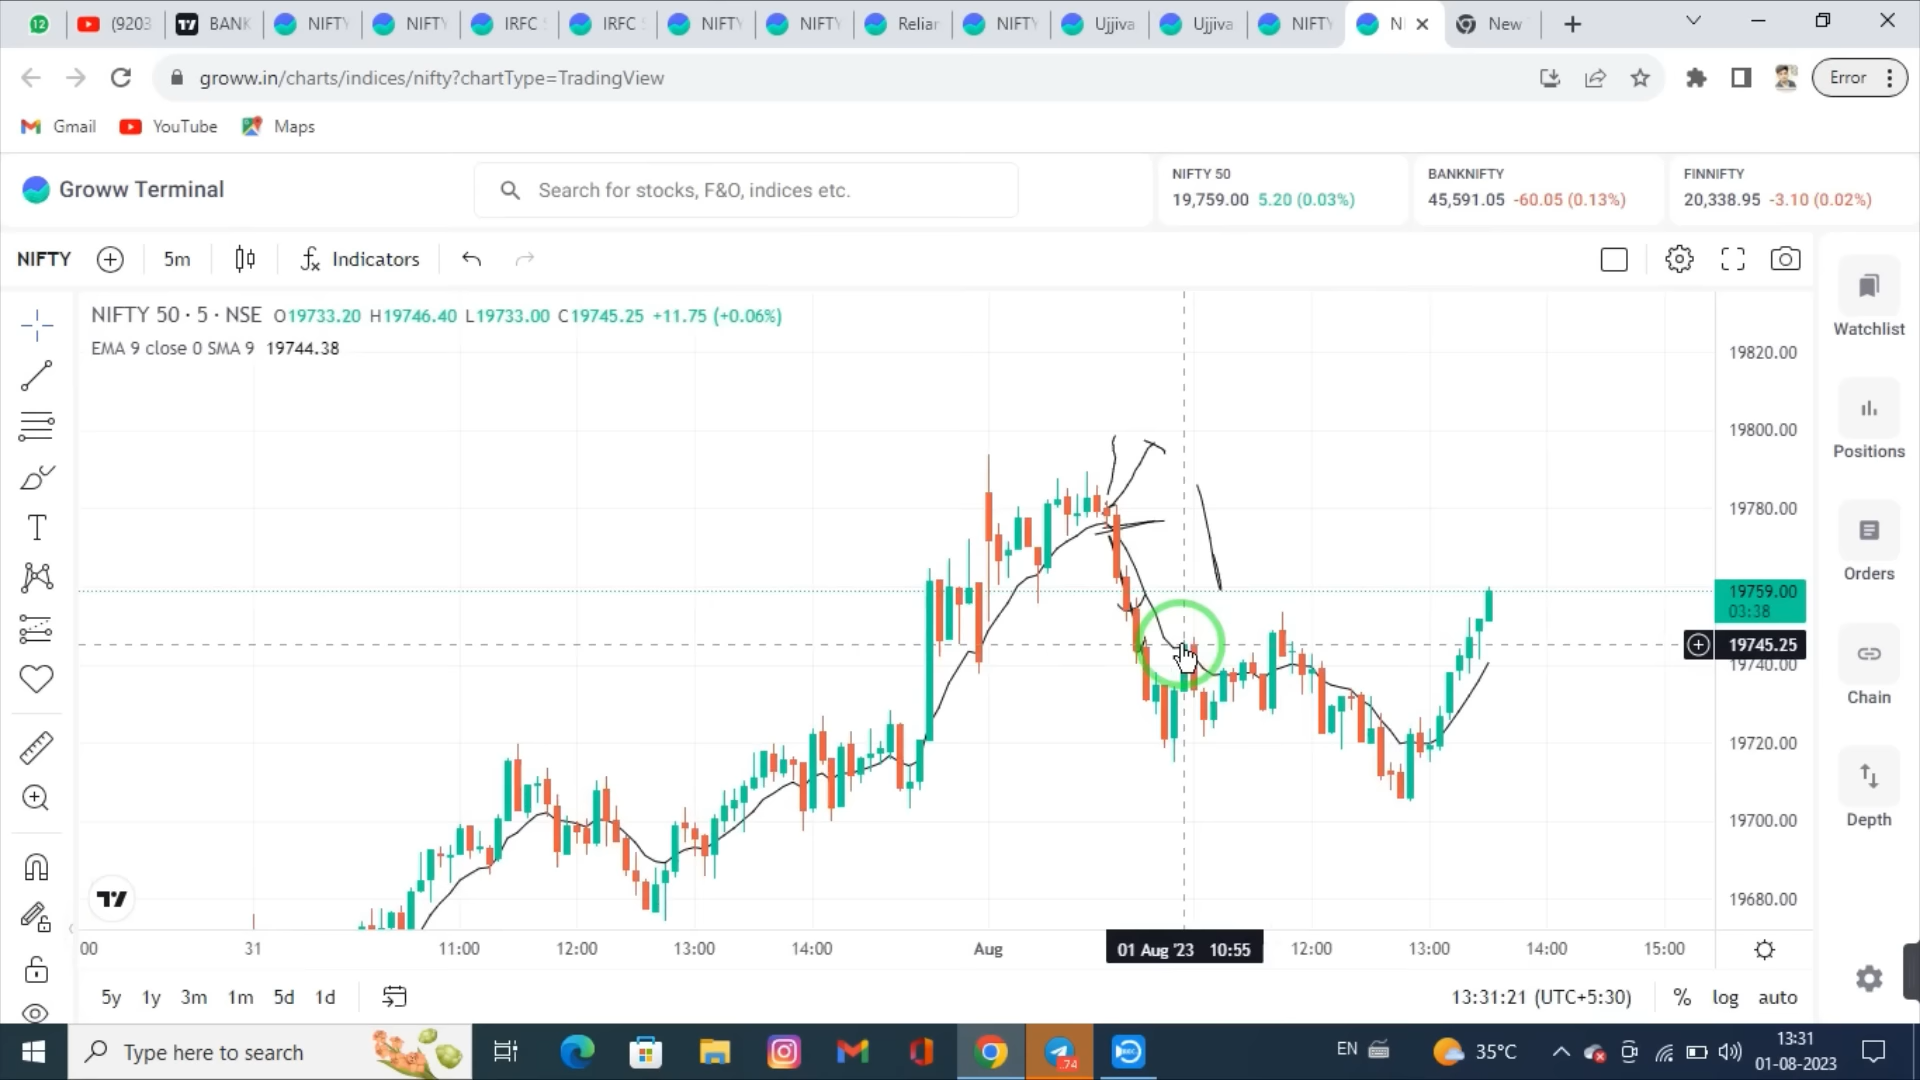 12 (9203 BANK NIFTY NIFTY IRFC S IRFC S NIFTY NIFTY Relian NIFTY Ujjiva Ujjiva NIFTY NI New
groww.in/charts/indices/nifty?chartType=TradingView Error
Gmail YouTube Maps
Groww Terminal Search for stocks, F&O, indices etc.
NIFTY 50 BANKNIFTY FINNIFTY
19,759.00 5.20 (0.03%) 45,591.05 -60.05 (0.13%) 20,338.95 -3.10 (0.02%)
NIFTY 5m fx Indicators
NIFTY 50 · 5 · NSE O19733.20 H19746.40 L19733.00 C19745.25 +11.75 (+0.06%)
EMA 9 close 0 SMA 9 19744.38
19820.00
19800.00
19780.00
19759.00
03:38
19745.25
19740.00
19720.00
19700.00
19680.00
Watchlist
Positions
Orders
Chain
Depth
T
00 31 11:00 12:00 13:00 14:00 Aug 01 Aug '23 10:55 12:00 13:00 14:00 15:00
5y 1y 3m 1m 5d 1d 13:31:21 (UTC+5:30) % log auto
Type here to search 74 REC EN 35°C 13:31
01-08-2023